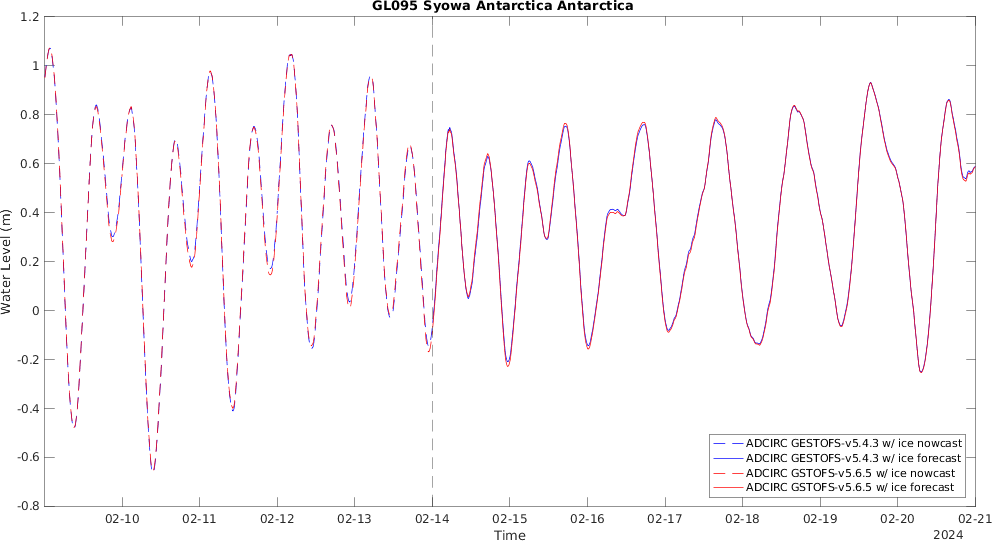 GL095 Syowa Antarctica Antarctica
1.2
1
0.8
0.6
0.4
0.2
0
-0.2
-0.4
-0.6
-0.8
Water Level (m)
ADCIRC GESTOFS-v5.4.3 w/ ice nowcast
ADCIRC GESTOFS-v5.4.3 w/ ice forecast
ADCIRC GSTOFS-v5.6.5 w/ ice nowcast
ADCIRC GSTOFS-v5.6.5 w/ ice forecast
02-10 02-11 02-12 02-13 02-14 02-15 02-16 02-17 02-18 02-19 02-20 02-21
Time
2024